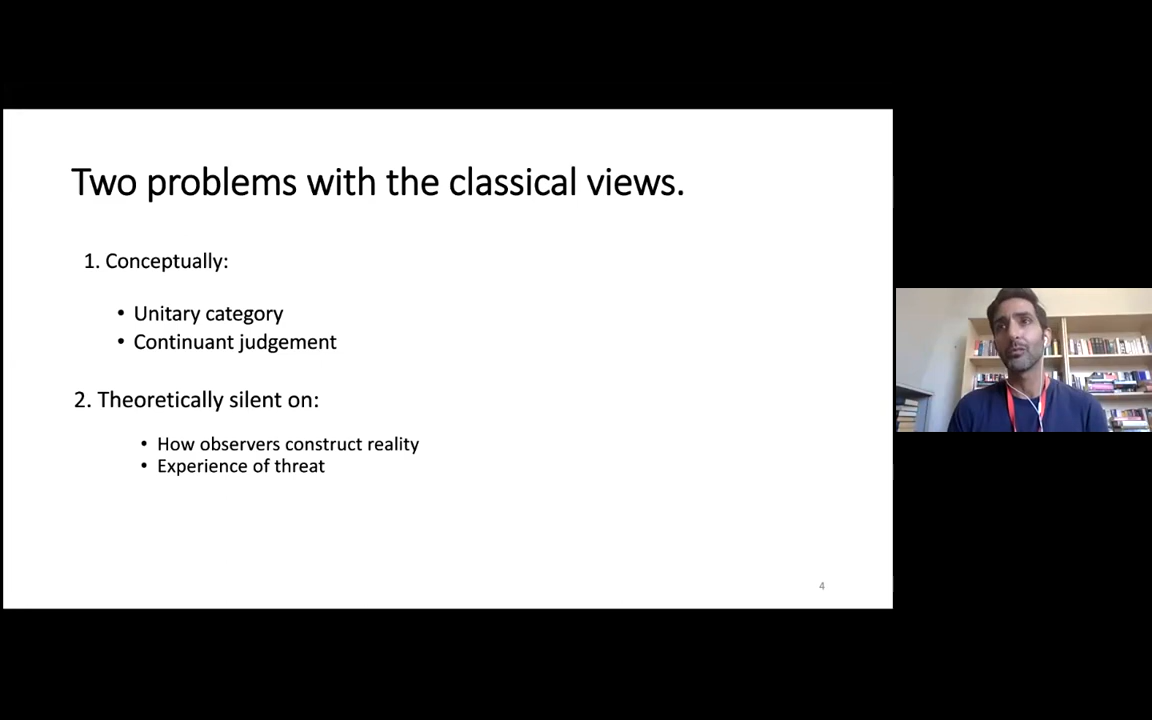 Two problems with the classical views.
1. Conceptually:
• Unitary category
• Continuant judgement
2. Theoretically silent on:
• How observers construct reality
• Experience of threat
4